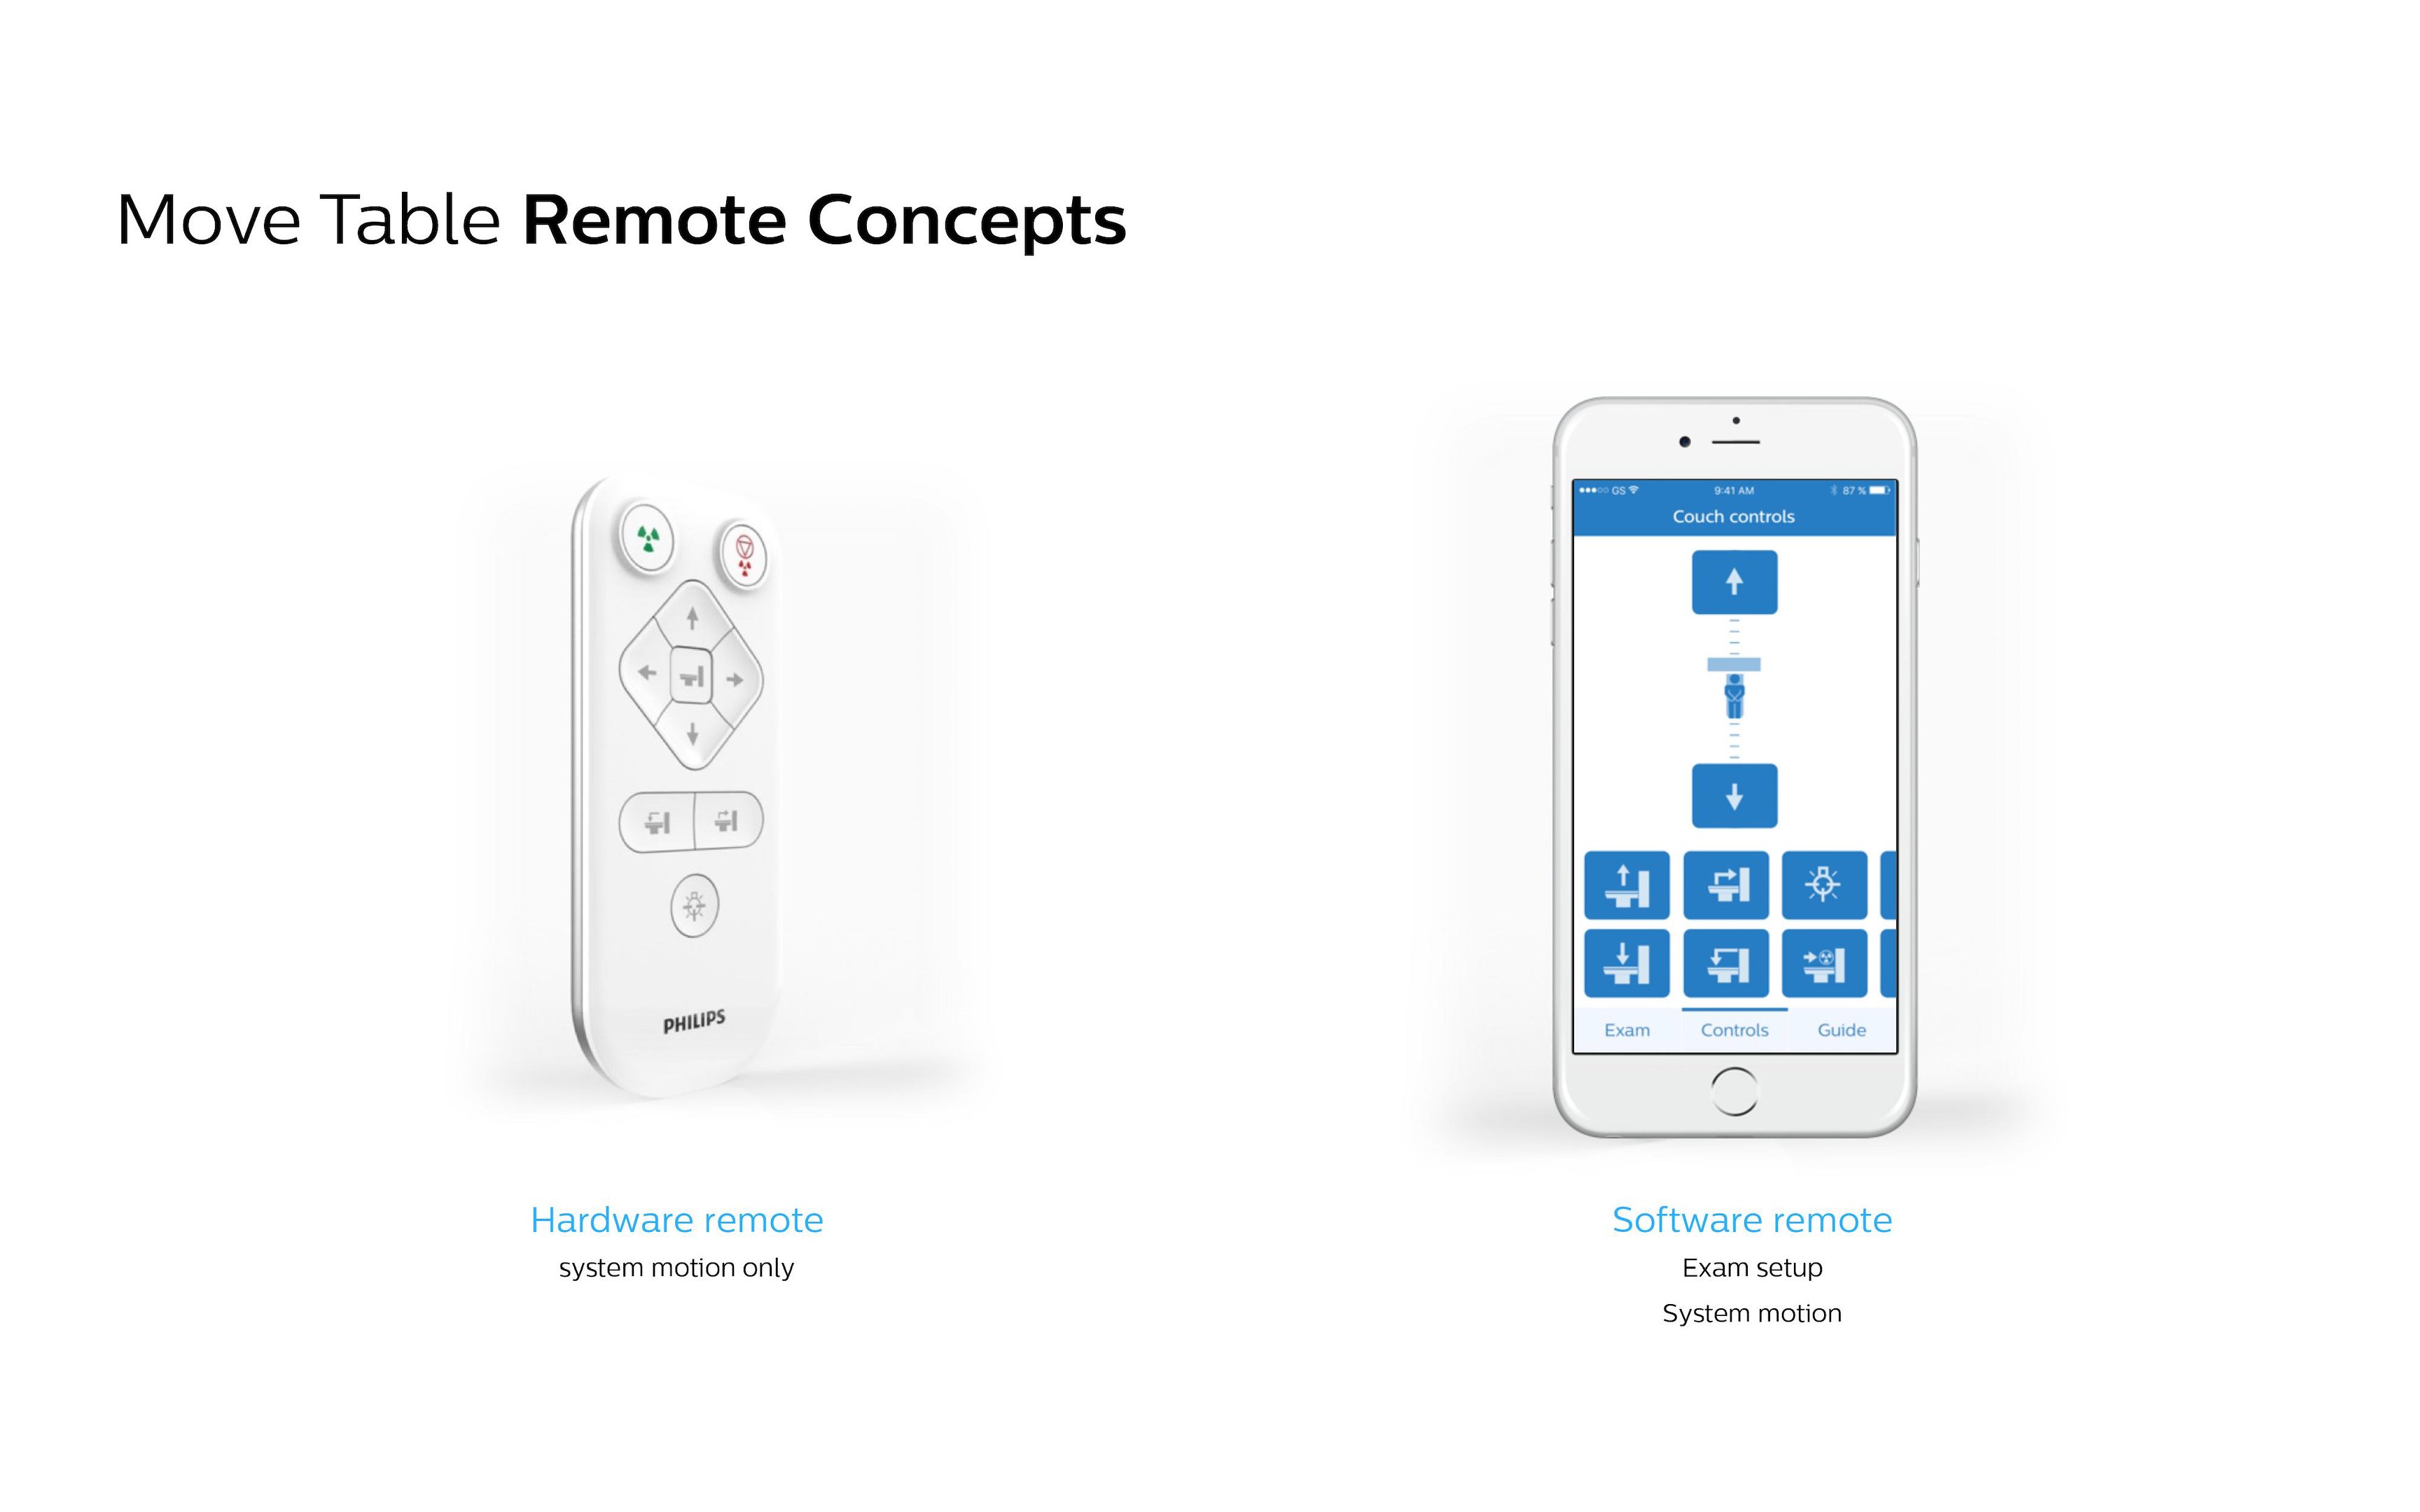 Move Table Remote Concepts
PHILIPS
Hardware remote
system motion only
GS 9:41 AM 87 %
Couch controls
Exam Controls Guide
Software remote
Exam setup
System motion